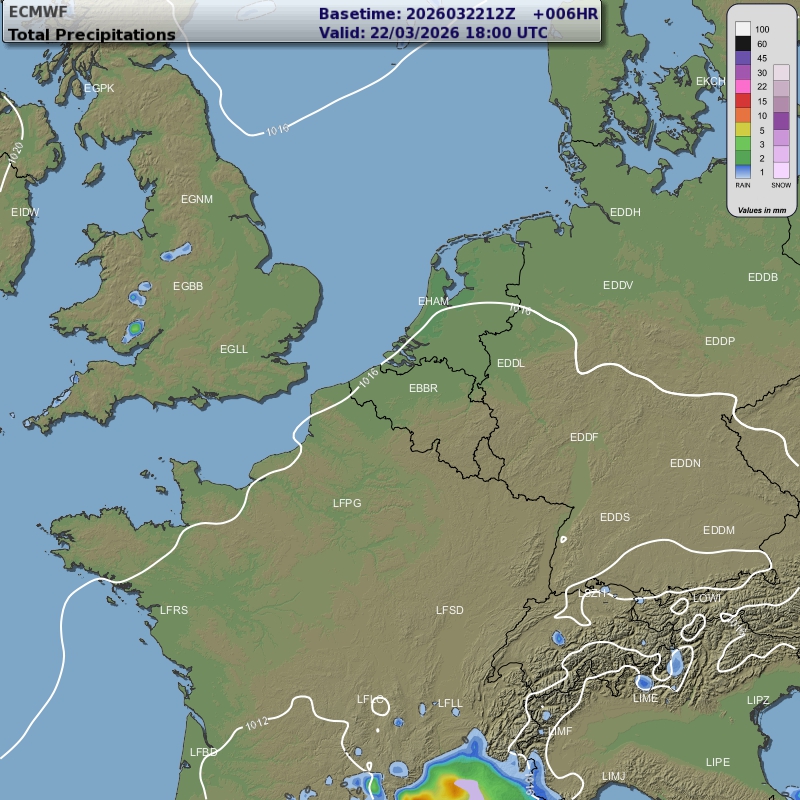 ECMWF
Basetime: 2026032212Z +006HR
Total Precipitations
Valid: 22/03/2026 18:00 UTC
100
60
45
30
22
15
10
5
3
2
1
RAIN SNOW
Values in mm
EGPK
EKCH
1010
1020
EIDW
EGNM
EDDH
EGBB
EDDV
EDDB
EHAM
1016
EGLL
EDDP
EDDL
1016
EBBR
EDDF
EDDN
LFPG
EDDS
EDDM
LSZH
LOWI
LFRS
LFSD
LFLC
LFLL
LIME
LIPZ
1012
LIMF
LFBD
LIPE
LIMJ
1016